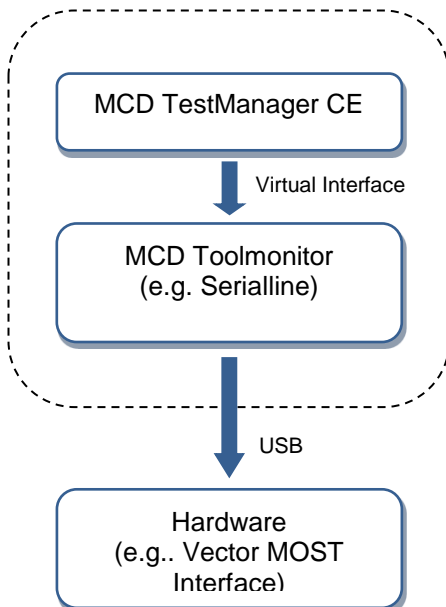 MCD TestManager CE
Virtual Interface
MCD Toolmonitor
(e.g. Serialline)
USB
Hardware
(e.g.. Vector MOST
Interface)